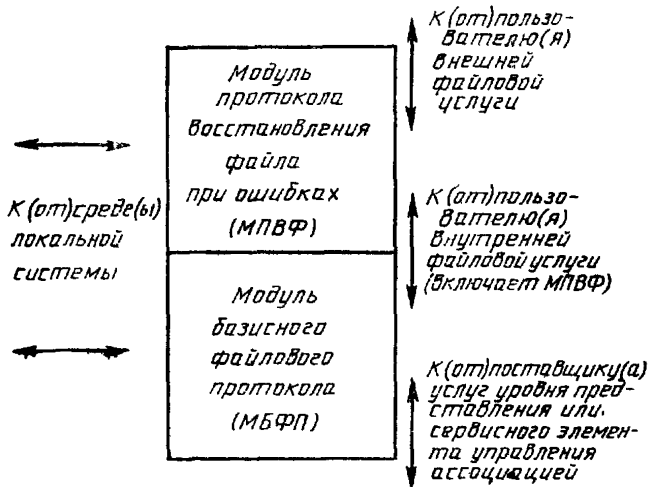 К(от)пользо-
вателю(я)
внешней
файловой
услуги
Модуль
протокола
восстановления
файла
при ошибках
(МПВФ)
К(от)среде(ы)
локальной
системы
К(от)пользо-
вателю(я)
внутренней
файловой услуги
(включает МПВФ)
Модуль
базисного
файлового
протокола
(МБФП)
К(от)поставщику(а)
услуг уровня пред-
ставления или
сервисного элемен-
та управления
ассоциацией